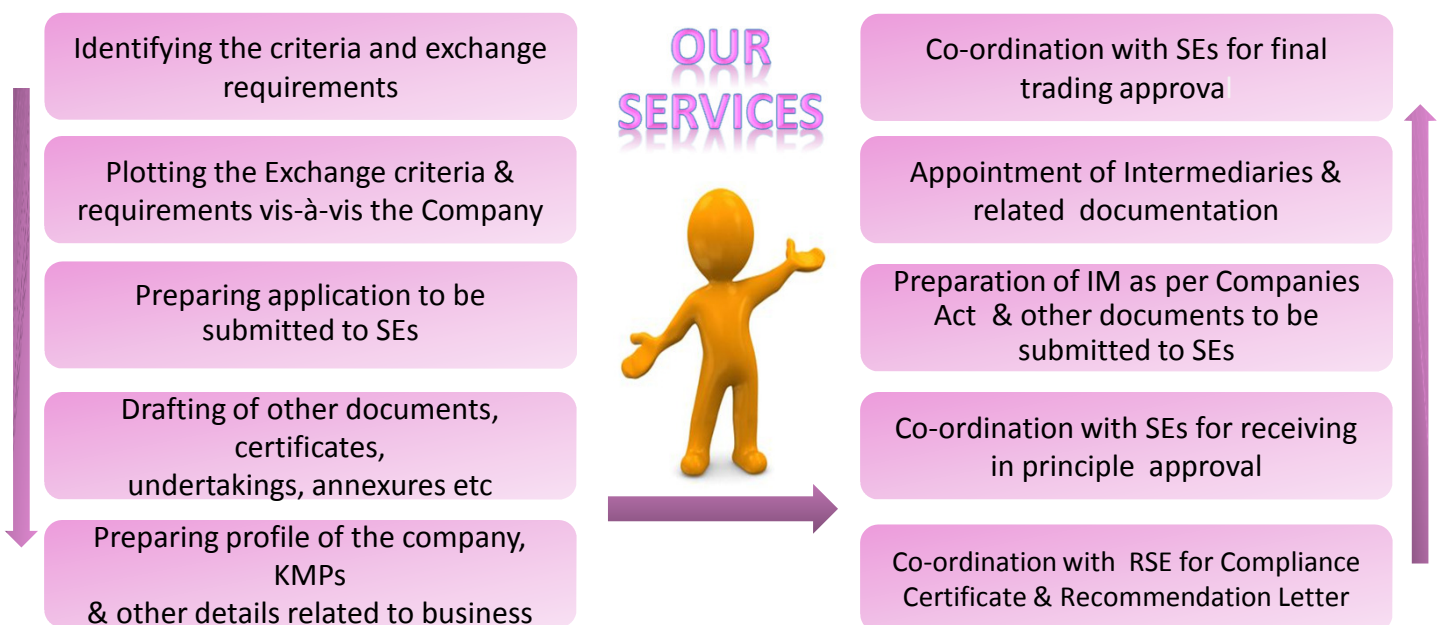 OUR
SERVICES
Identifying the criteria and exchange
requirements
Plotting the Exchange criteria &
requirements vis-à-vis the Company
Preparing application to be
submitted to SEs
Drafting of other documents,
certificates,
undertakings, annexures etc
Preparing profile of the company,
KMPs
& other details related to business
Co-ordination with SEs for final
trading approval
Appointment of Intermediaries &
related documentation
Preparation of IM as per Companies
Act & other documents to be
submitted to SEs
Co-ordination with SEs for receiving
in principle approval
Co-ordination with RSE for Compliance
Certificate & Recommendation Letter